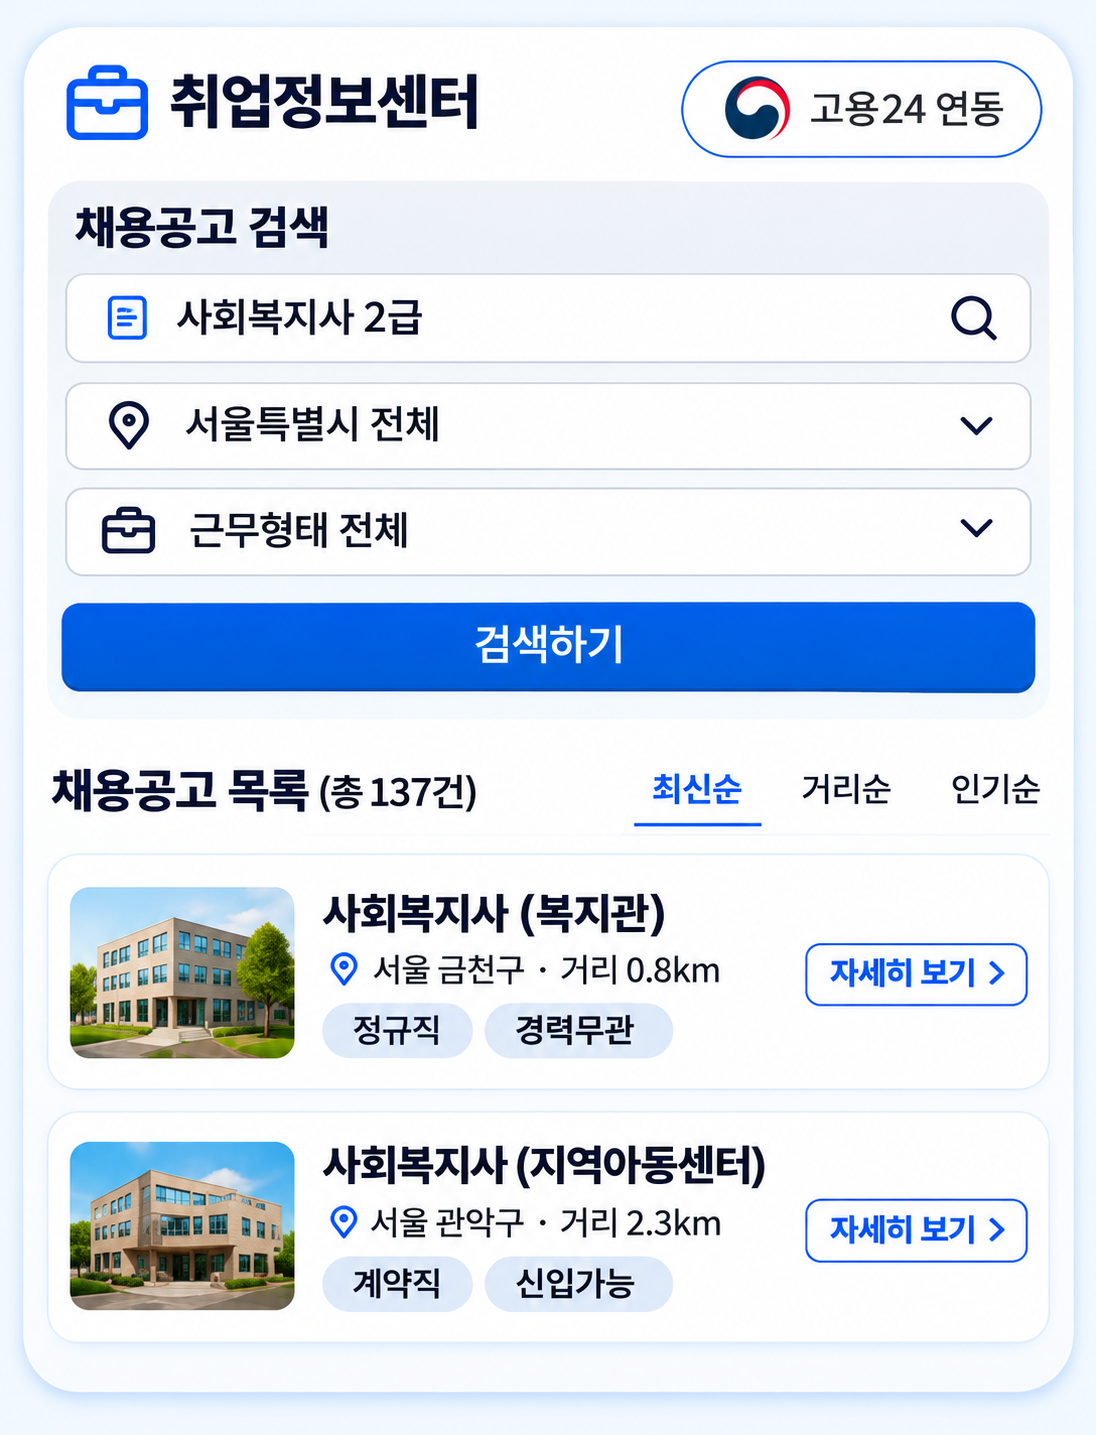 취업정보센터
고용24 연동
채용공고 검색
사회복지사 2급
서울특별시 전체
근무형태 전체
검색하기
채용공고 목록 (총 137건)
최신순 거리순 인기순
사회복지사 (복지관)
서울 금천구 · 거리 0.8km
자세히 보기
정규직 경력무관
사회복지사 (지역아동센터)
서울 관악구 · 거리 2.3km
자세히 보기
계약직 신입가능